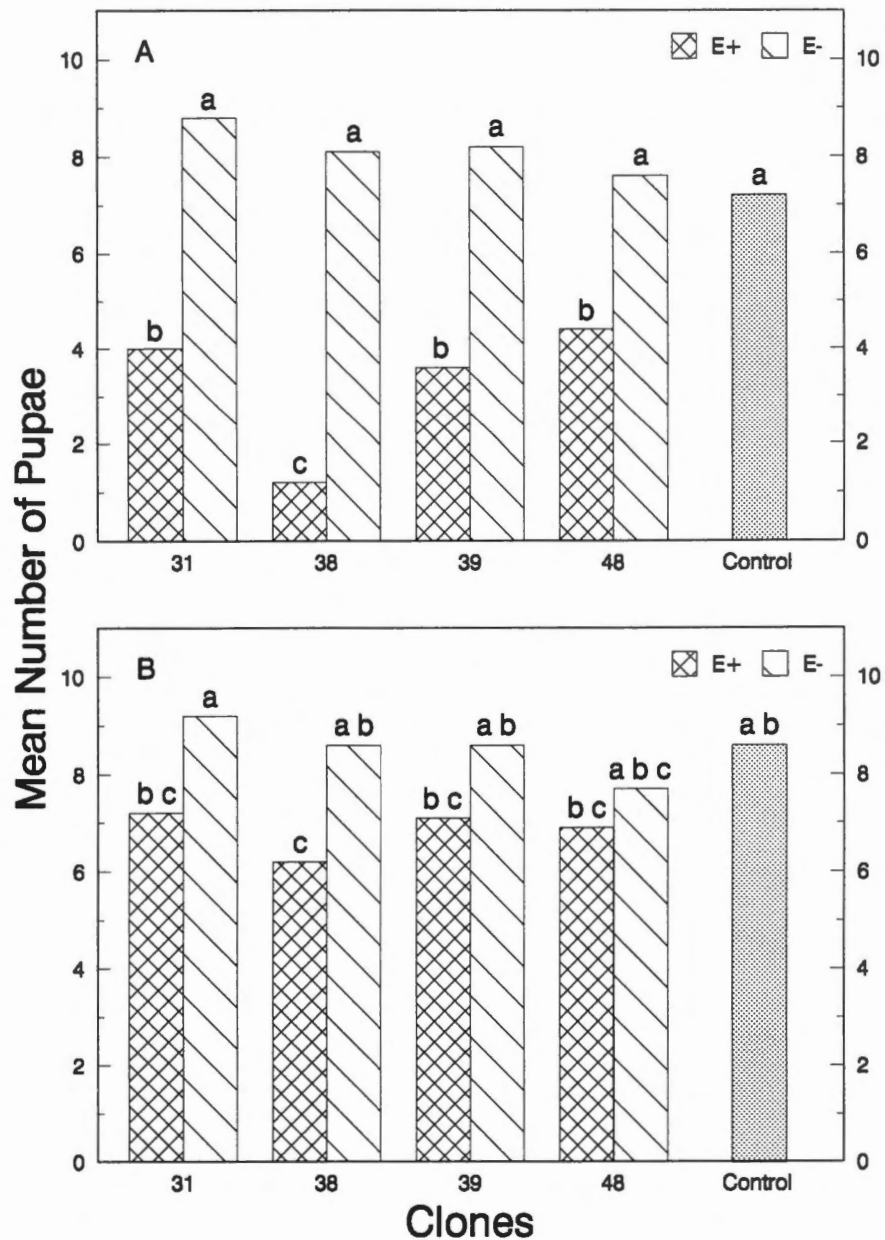 A
E+ E-
10 10
a a a a a
8 8
6 6
b b b
4 4
2 c 2
0 0
31 38 39 48 Control
Mean Number of Pupae
B
E+ E-
10 10
a a b a b a b c a b
8 8
b c c b c b c
6 6
4 4
2 2
0 0
31 38 39 48 Control
Clones